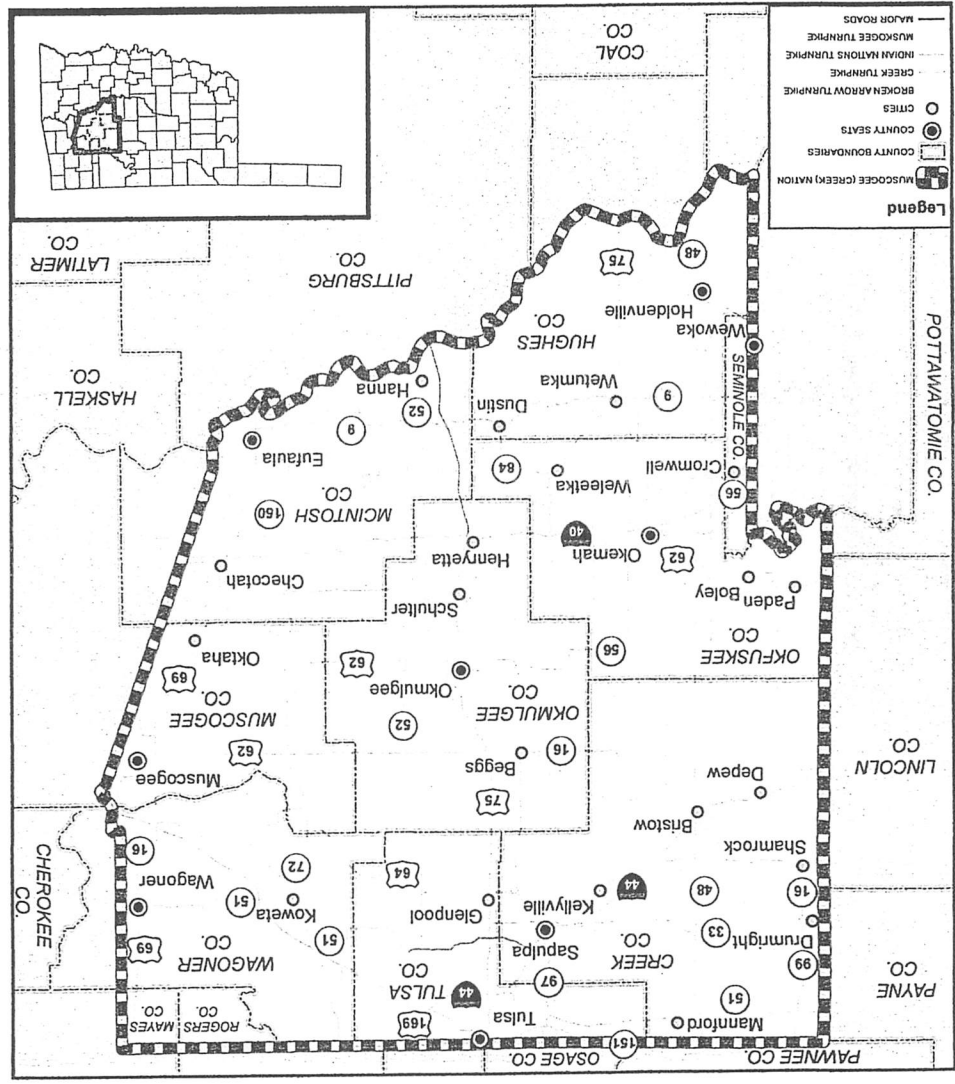 PAWNEE CO.
OSAGE CO.
151
Mannford
51
Tulsa
169
44
ROGERS CO.
MAYES CO.
PAYNE CO.
99
Drumright
33
CREEK CO.
97
Sapulpa
TULSA CO.
51
WAGONER CO.
69
16
48
44
Kellyville
Glenpool
64
Koweta
51
72
Wagoner
16
CHEROKEE CO.
Shamrock
Bristow
Depew
LINCOLN CO.
75
16
Beggs
OKMULGEE CO.
52
Okmulgee
62
62
Muscogee
MUSCOGEE CO.
69
Oktaha
56
OKFUSKEE CO.
Paden
Boley
62
Okemah
40
Schulter
Henryetta
Checotah
MCINTOSH CO.
150
56
Cromwell
Weleetka
84
Dustin
9
Wetumka
52
Hanna
9
Eufaula
HASKELL CO.
POTTAWATOMIE CO.
SEMINOLE CO.
Wewoka
Holdenville
HUGHES CO.
48
75
PITTSBURG CO.
LATIMER CO.
COAL CO.
Legend
MUSCOGEE (CREEK) NATION
COUNTY BOUNDARIES
COUNTY SEATS
CITIES
BROKEN ARROW TURNPIKE
CREEK TURNPIKE
INDIAN NATIONS TURNPIKE
MUSKOGEE TURNPIKE
MAJOR ROADS